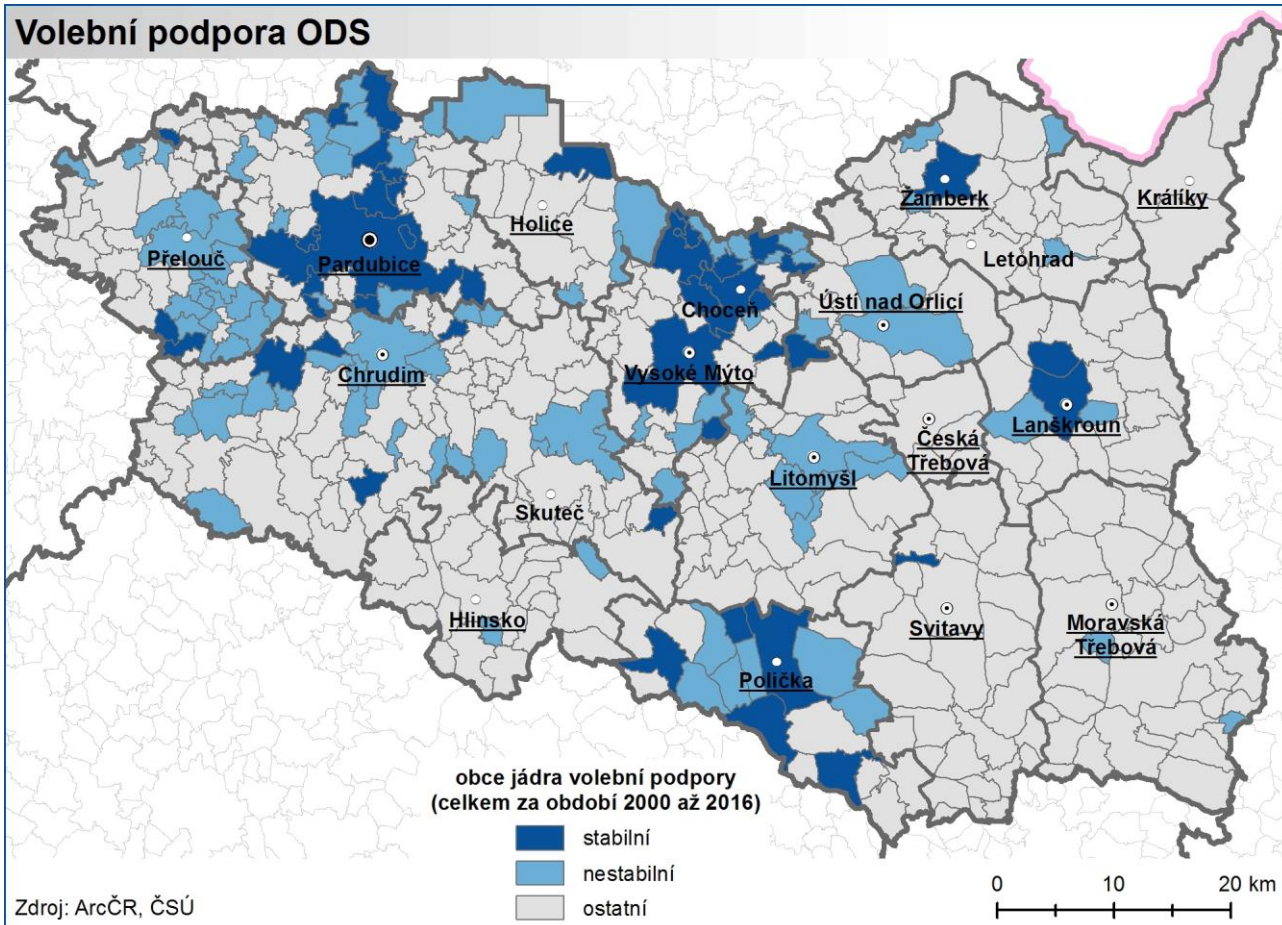 Volební podpora ODS
Žamberk
Králíky
Holice
Přelouč
Pardubice
Letohrad
Choceň
Ústí nad Orlicí
Chrudim
Vysoké Mýto
Lanškroun
Česká
Třebová
Litomyšl
Skuteč
Hlinsko
Svitavy
Moravská
Třebová
Polička
obce jádra volební podpory
(celkem za období 2000 až 2016)
stabilní
nestabilní
ostatní
Zdroj: ArcČR, ČSÚ
0 10 20 km